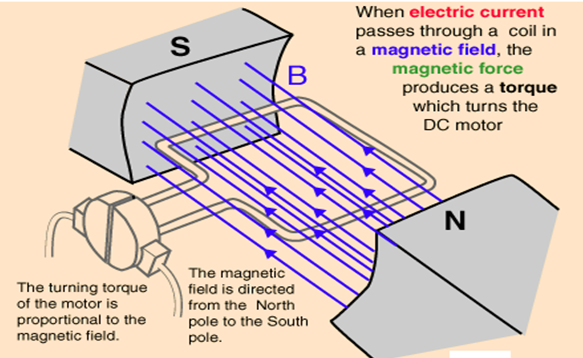 When electric current
passes through a coil in
a magnetic field, the
magnetic force
produces a torque
which turns the
DC motor
S
B
N
The turning torque
of the motor is
proportional to the
magnetic field.
The magnetic
field is directed
from the North
pole to the South
pole.